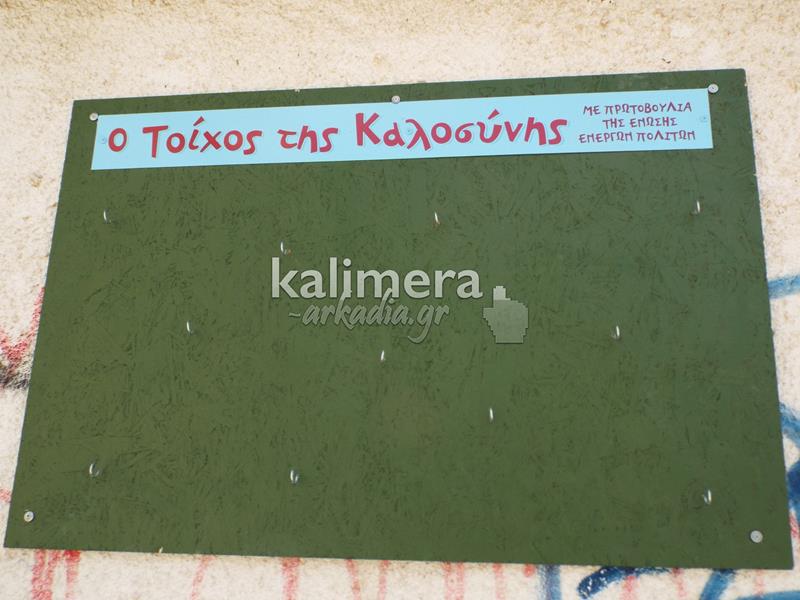 Ο Τοίχος της Καλοσύνης
ΜΕ ΠΡΩΤΟΒΟΥΛΙΑ
ΤΗΣ ΕΝΩΣΗΣ
ΕΝΕΡΓΩΝ ΠΟΛΙΤΩΝ
kalimera
-arkadia.gr